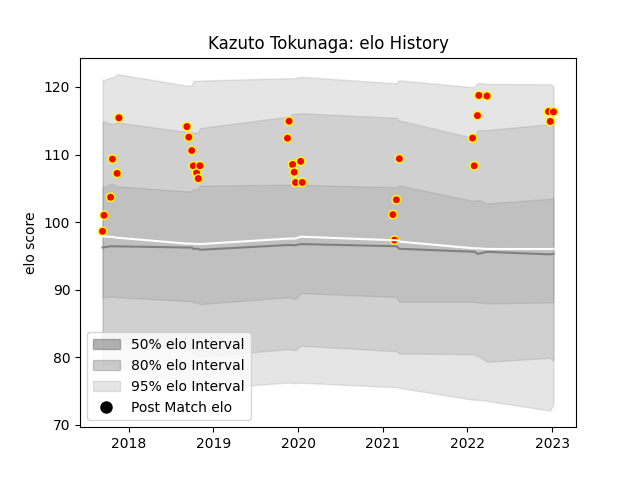 Kazuto Tokunaga: elo History
elo score
120
110
100
90
80
70
50% elo Interval
80% elo Interval
95% elo Interval
Post Match elo
2018 2019 2020 2021 2022 2023